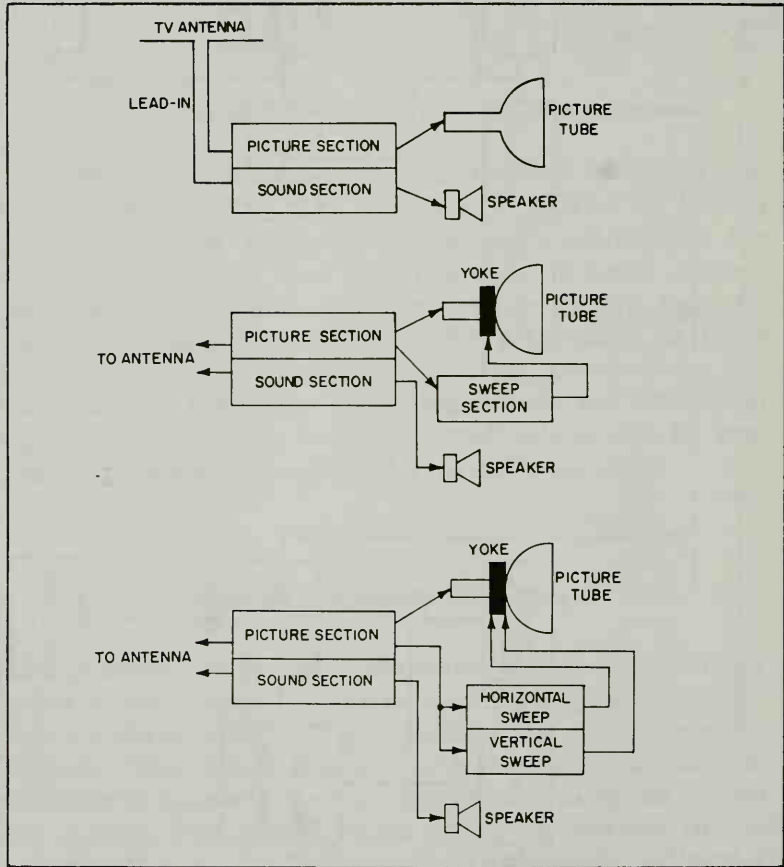 TV ANTENNA
LEAD-IN
PICTURE SECTION
SOUND SECTION
PICTURE
TUBE
SPEAKER
YOKE
PICTURE
TUBE
TO ANTENNA
PICTURE SECTION
SOUND SECTION
SWEEP
SECTION
SPEAKER
YOKE
PICTURE
TUBE
TO ANTENNA
PICTURE SECTION
SOUND SECTION
HORIZONTAL
SWEEP
VERTICAL
SWEEP
SPEAKER